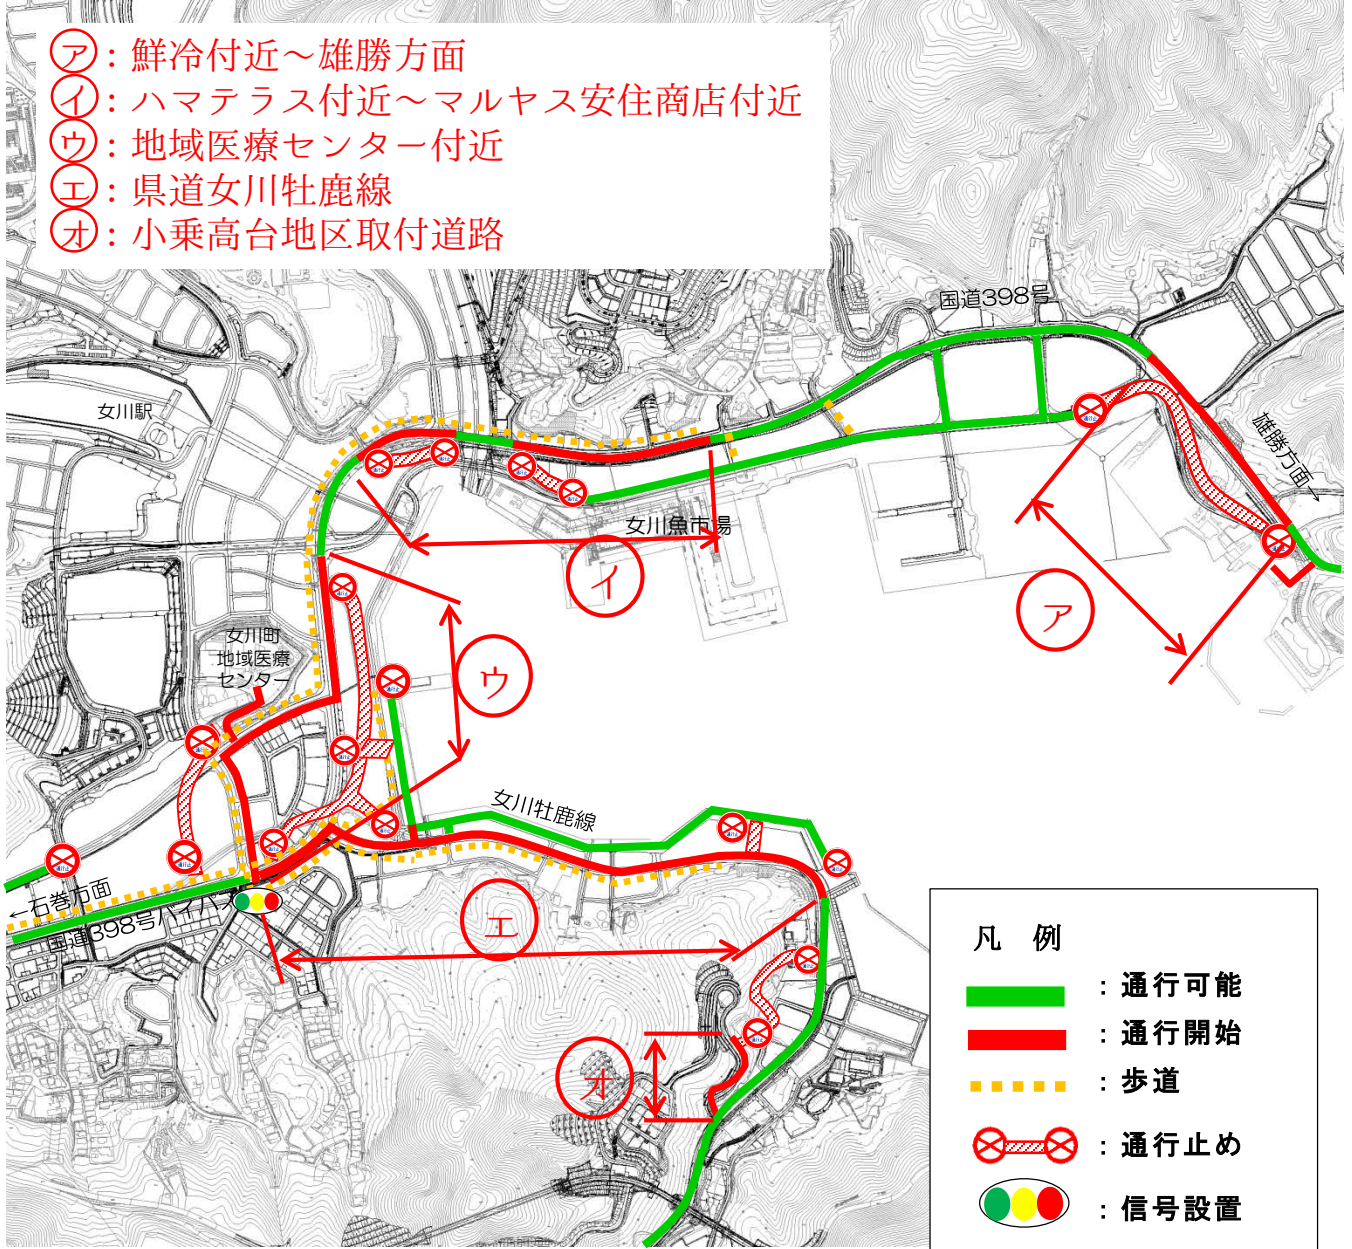 ア：鮮冷付近～雄勝方面
イ：ハマテラス付近～マルヤス安住商店付近
ウ：地域医療センター付近
エ：県道女川牡鹿線
オ：小乗高台地区取付道路
国道398号
女川駅
雄勝方面→
女川魚市場
イ
ア
女川町
地域医療
センター
ウ
女川牡鹿線
←石巻方面
国道398号バイパス
エ
オ
凡　例
：通行可能
：通行開始
：歩道
：通行止め
：信号設置